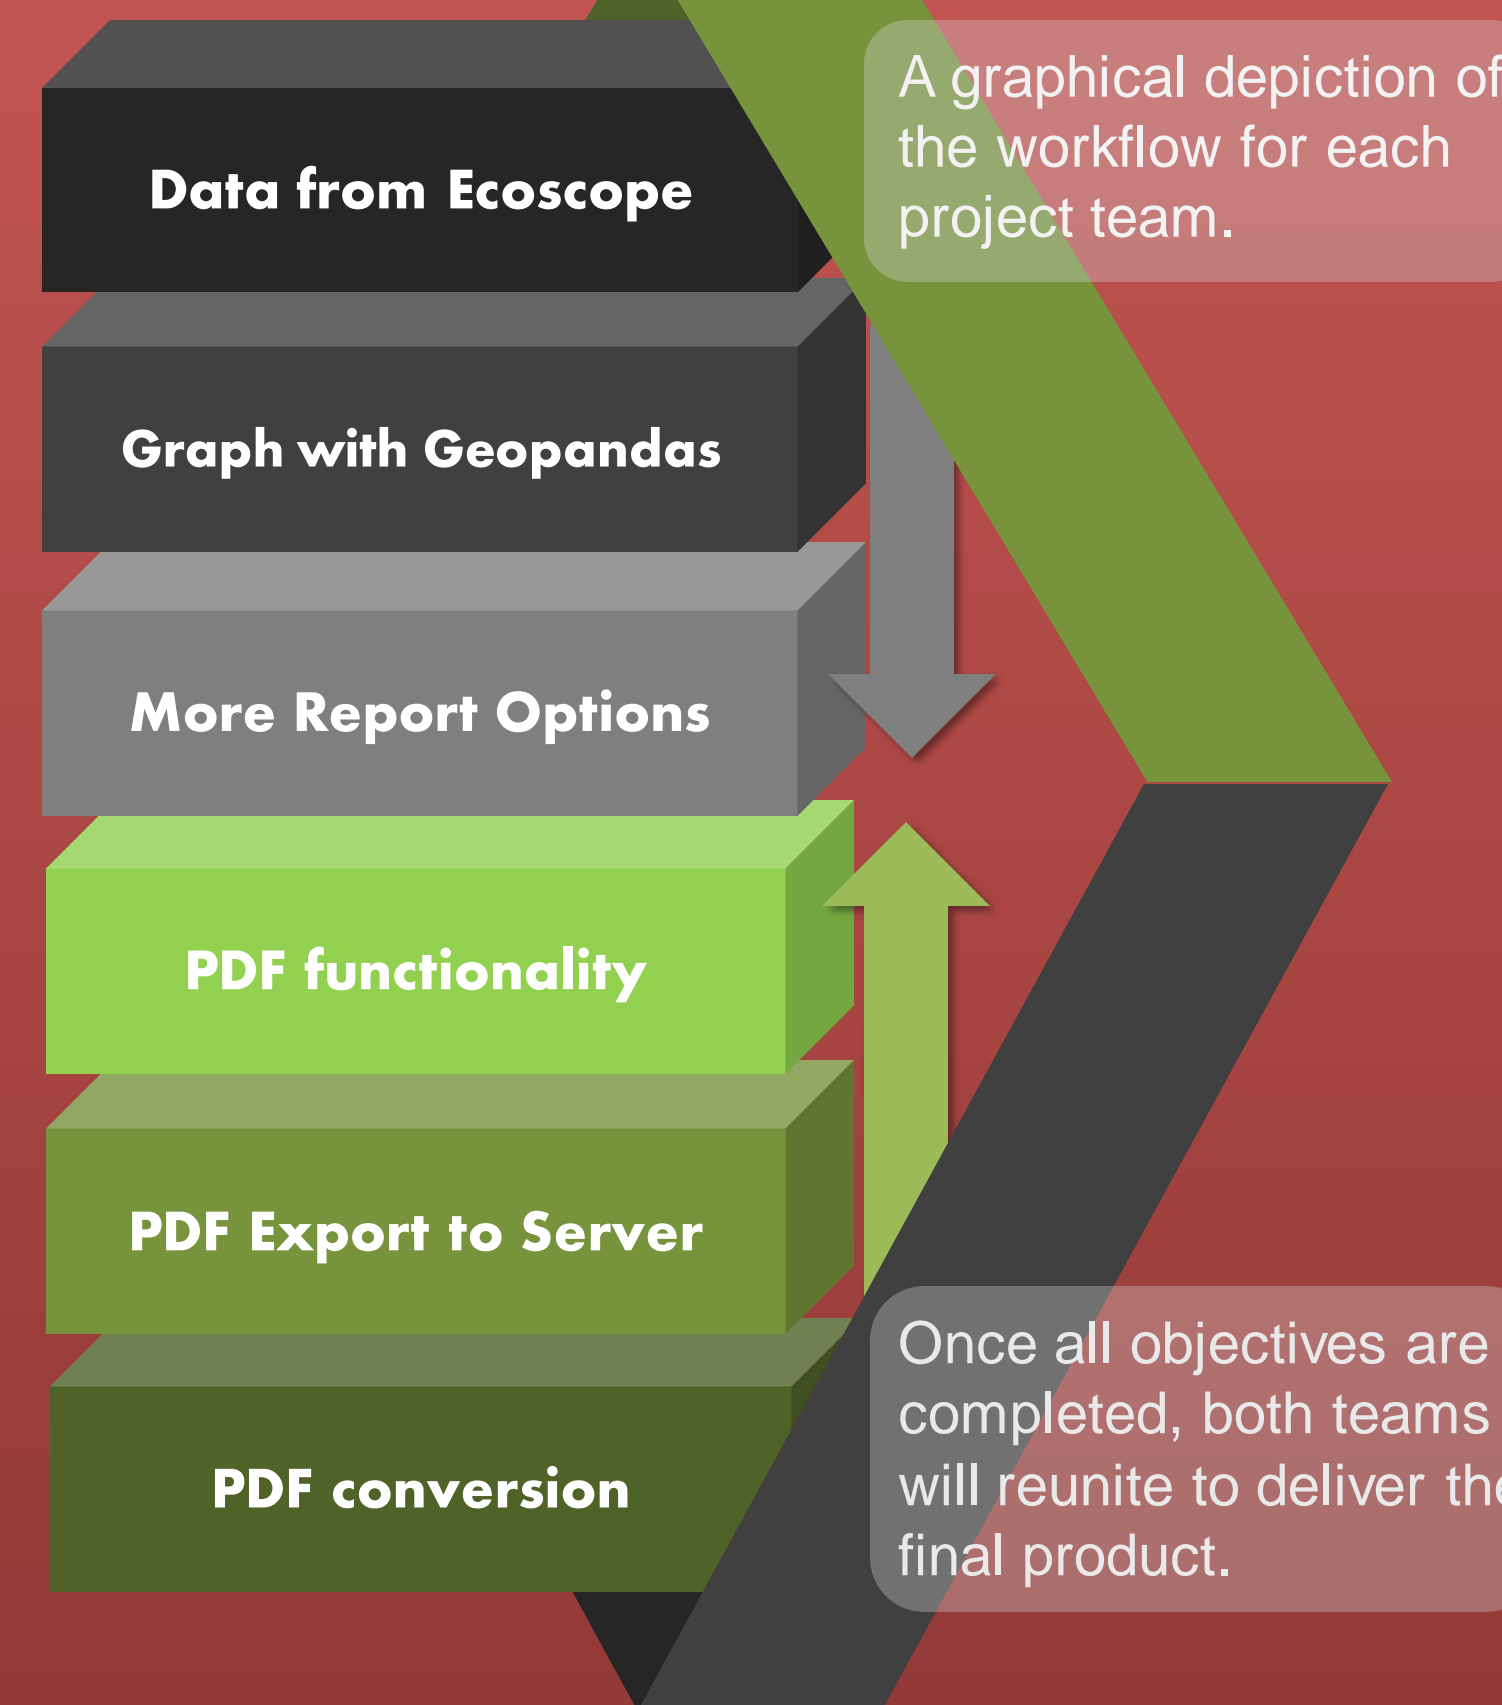 Data from Ecoscope
Graph with Geopandas
More Report Options
PDF functionality
PDF Export to Server
PDF conversion
A graphical depiction of
the workflow for each
project team.
Once all objectives are
completed, both teams
will reunite to deliver the
final product.